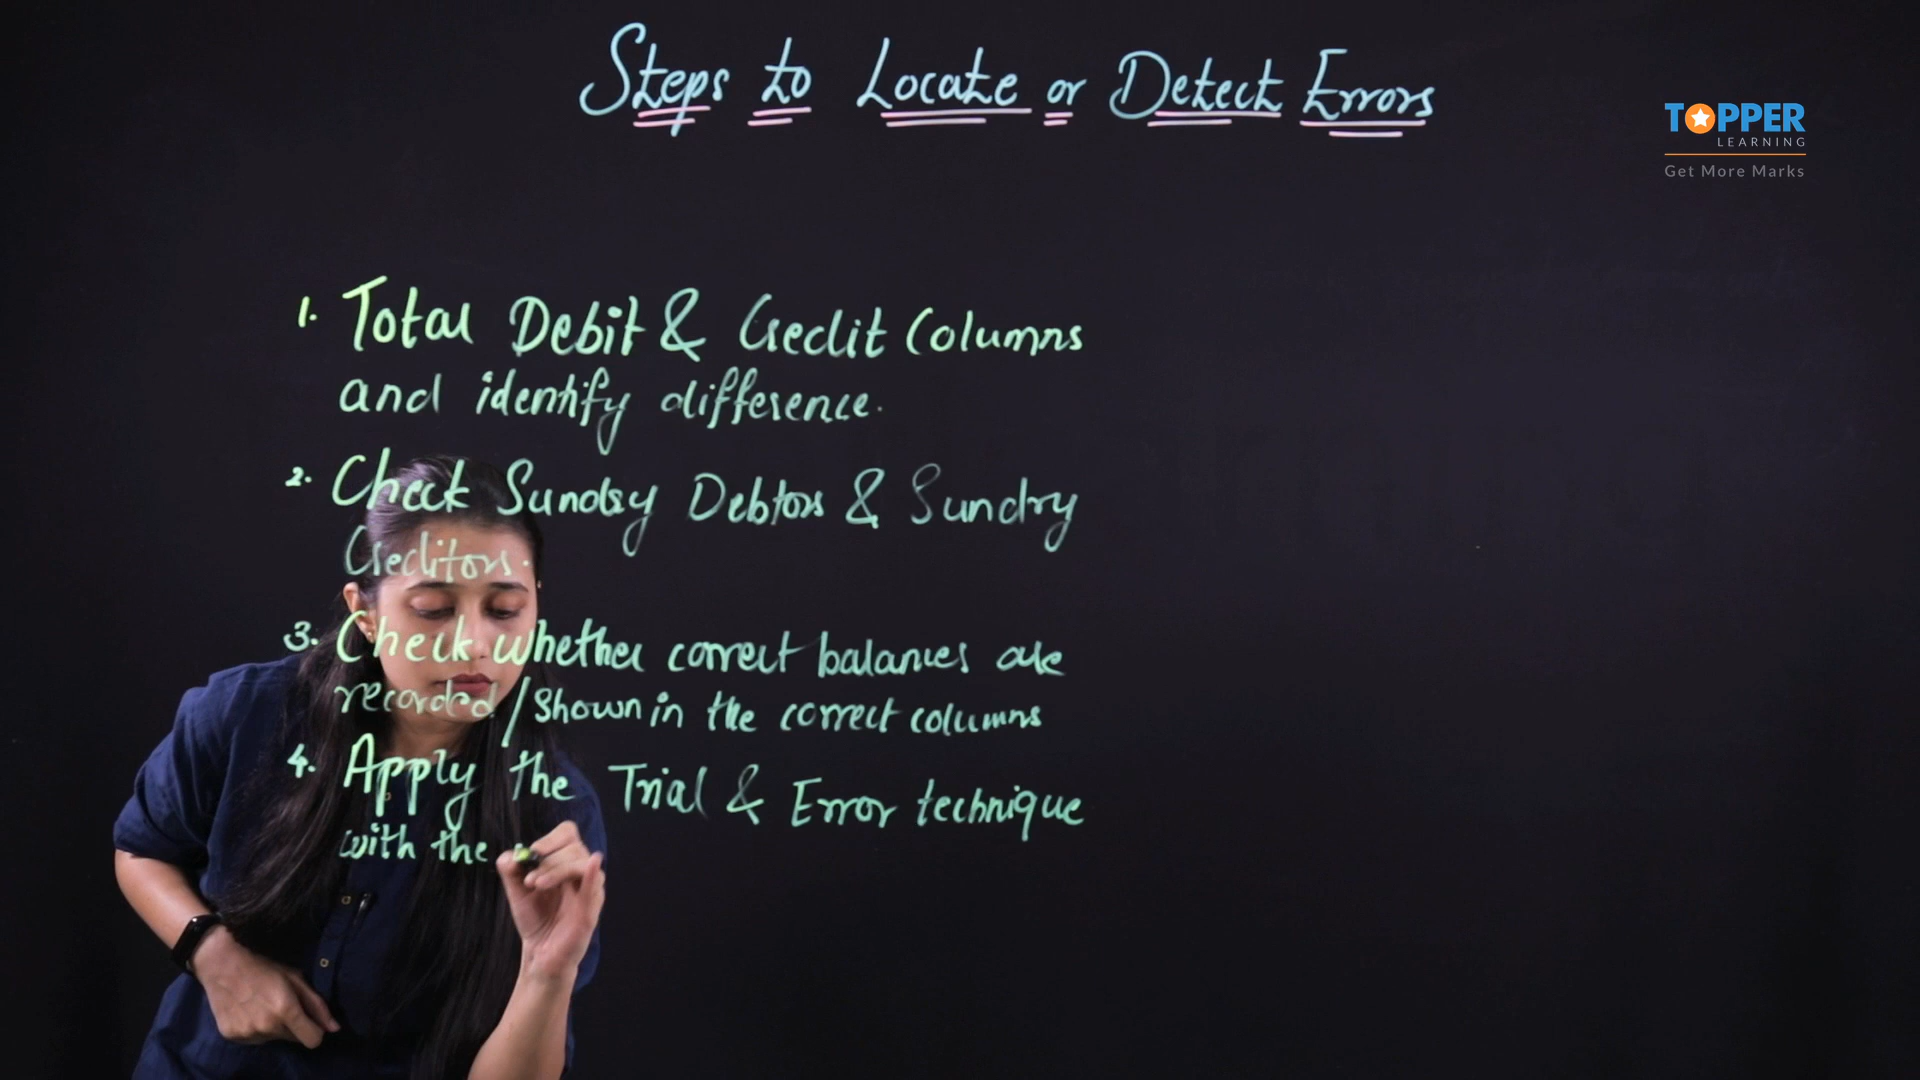 Steps to Locate or Detect Errors
TOPPER
LEARNING
Get More Marks
1. Total Debit & Credit Columns
and identify difference.
2. Check Sundry Debtors & Sundry
Creditors.
3. Check whether correct balances are
recorded/shown in the correct columns
4. Apply the Trial & Error technique
with the